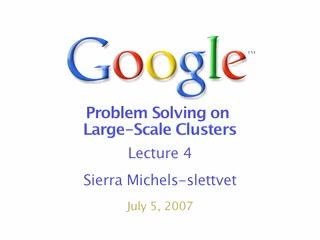 Google™
Problem Solving on
Large-Scale Clusters
Lecture 4
Sierra Michels-slettvet
July 5, 2007